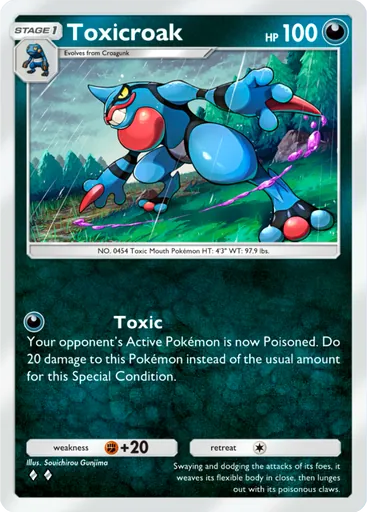 STAGE 1
Toxicroak
HP 100
Evolves from Croagunk
NO. 0454 Toxic Mouth Pokémon HT: 4'3" WT: 97.9 lbs.
Toxic
Your opponent's Active Pokémon is now Poisoned. Do
20 damage to this Pokémon instead of the usual amount
for this Special Condition.
weakness +20
retreat
Illus. Souichirou Gunjima
Swaying and dodging the attacks of its foes, it
weaves its flexible body in close, then lunges
out with its poisonous claws.